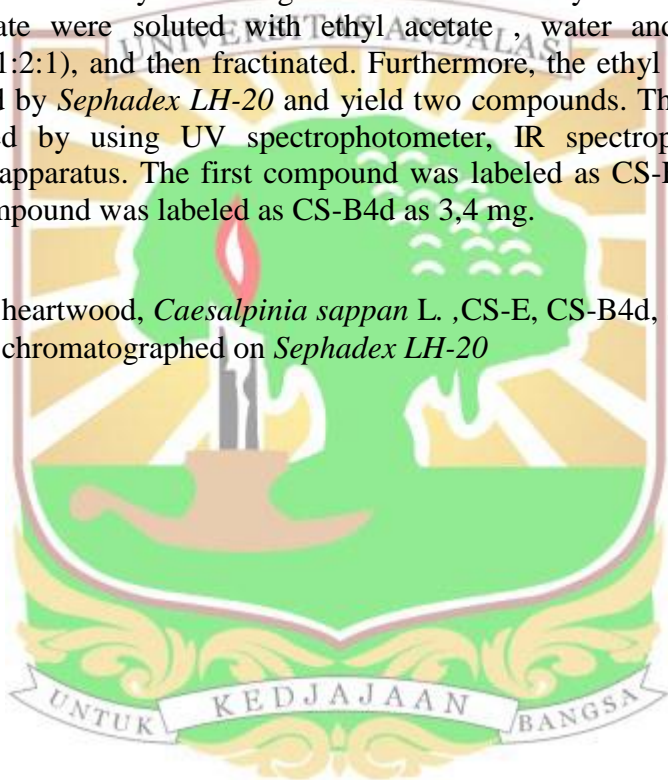 ate were soluted with ethyl acetate , water and
UNIVERSITAS ANDALAS
1:2:1), and then fractinated. Furthermore, the ethyl
d by Sephadex LH-20 and yield two compounds. Th
ed by using UV spectrophotometer, IR spectrop
apparatus. The first compound was labeled as CS-E
mpound was labeled as CS-B4d as 3,4 mg.
heartwood, Caesalpinia sappan L. ,CS-E, CS-B4d,
chromatographed on Sephadex LH-20
UNTUK KEDJAJAAN BANGSA